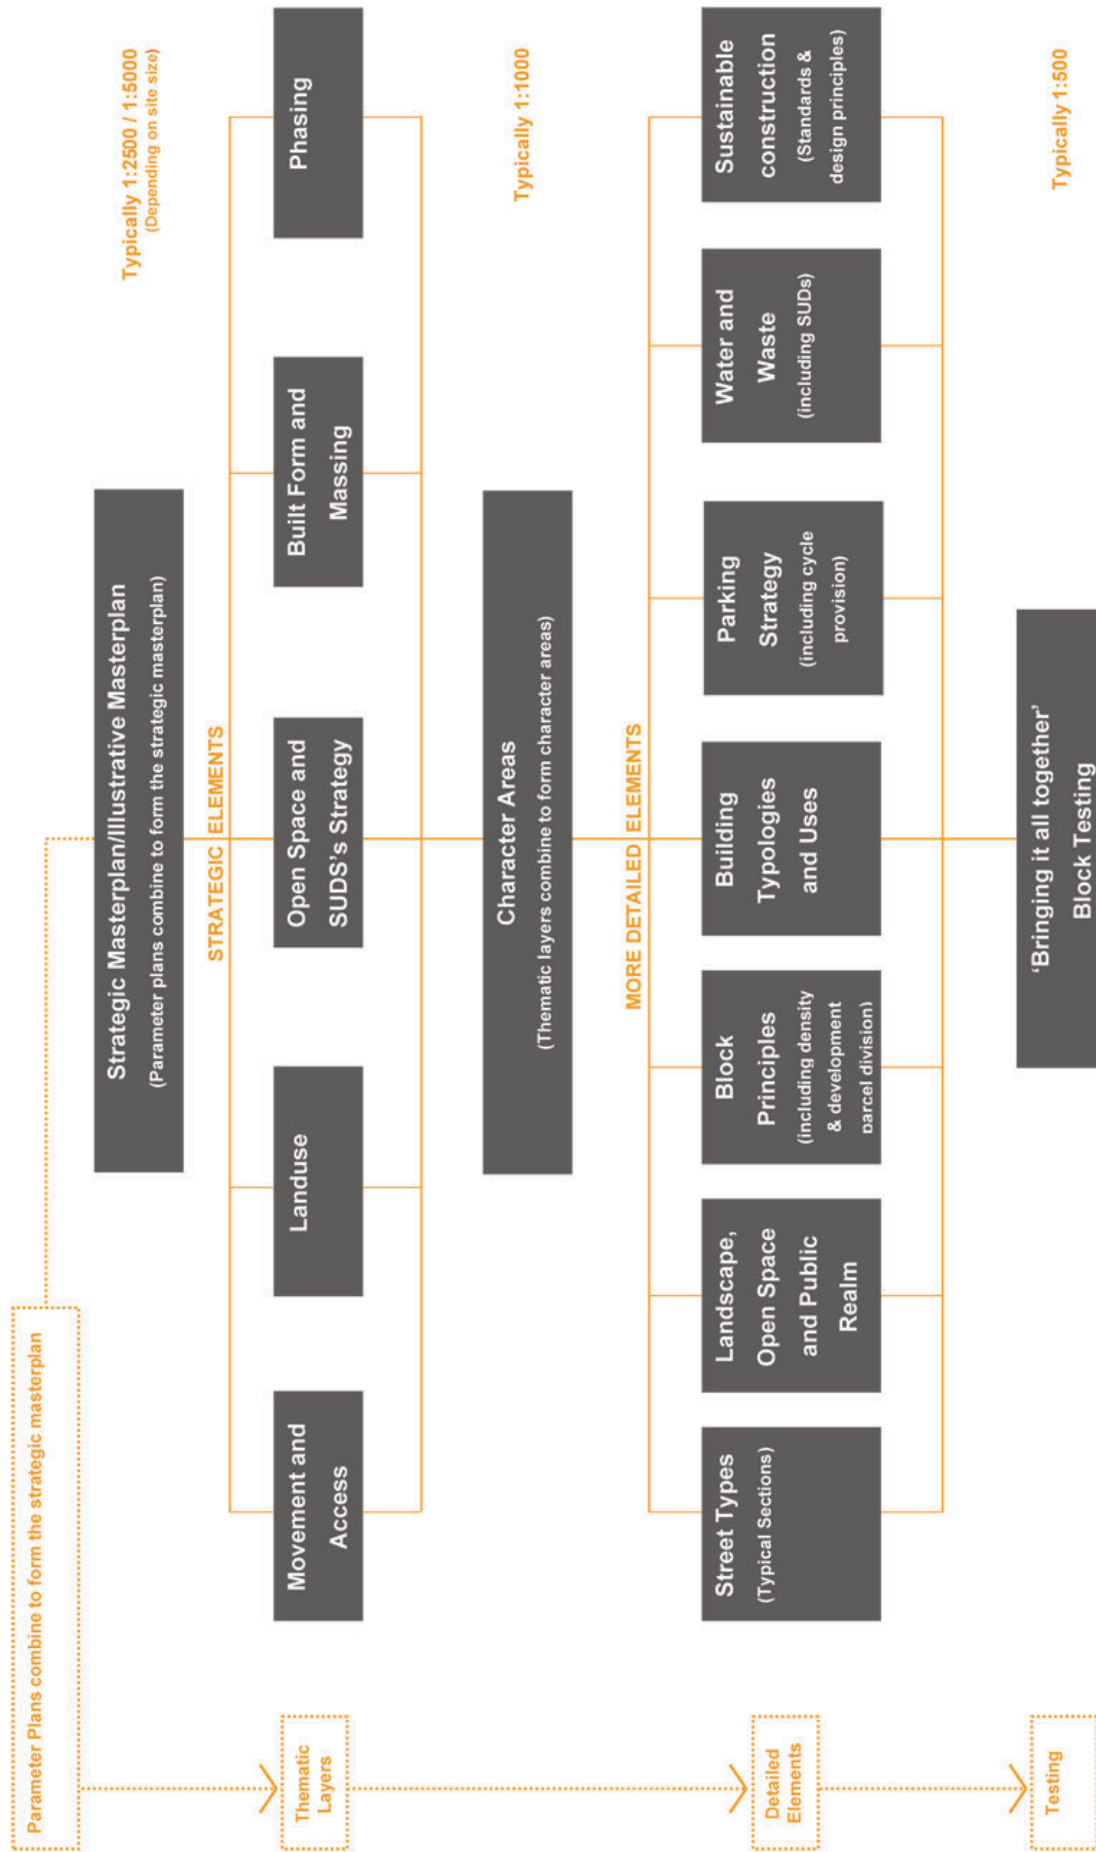 Parameter Plans combine to form the strategic masterplan
Strategic Masterplan/Illustrative Masterplan
(Parameter plans combine to form the strategic masterplan)
Typically 1:2500 / 1:5000
(Depending on site size)
STRATEGIC ELEMENTS
Thematic
Layers
Movement and
Access
Landuse
Open Space and
SUDS's Strategy
Built Form and
Massing
Phasing
Character Areas
(Thematic layers combine to form character areas)
Typically 1:1000
MORE DETAILED ELEMENTS
Detailed
Elements
Street Types
(Typical Sections)
Landscape,
Open Space
and Public
Realm
Block
Principles
(including density
& development
parcel division)
Building
Typologies
and Uses
Parking
Strategy
(including cycle
provision)
Water and
Waste
(including SUDs)
Sustainable
construction
(Standards &
design principles)
Testing
‘Bringing it all together’
Block Testing
Typically 1:500